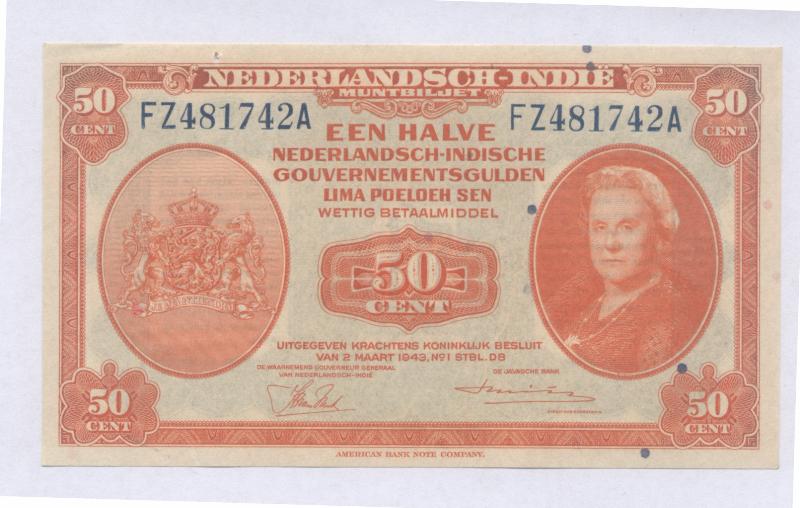 NEDERLANDSCH-INDIË
MUNTBILJET
50
CENT
50
CENT
FZ481742A
FZ481742A
EEN HALVE
NEDERLANDSCH-INDISCHE
GOUVERNEMENTSGULDEN
LIMA POELOEH SEN
WETTIG BETAALMIDDEL
50
CENT
JE MAINTIENDRAI
UITGEGEVEN KRACHTENS KONINKLIJK BESLUIT
VAN 2 MAART 1943, No 1 STBL. D8
DE WAARNEMEND GOUVERNEUR GENERAAL
VAN NEDERLANDSCH-INDIË
DE JAVASCHE BANK
50
CENT
50
CENT
AMERICAN BANK NOTE COMPANY.